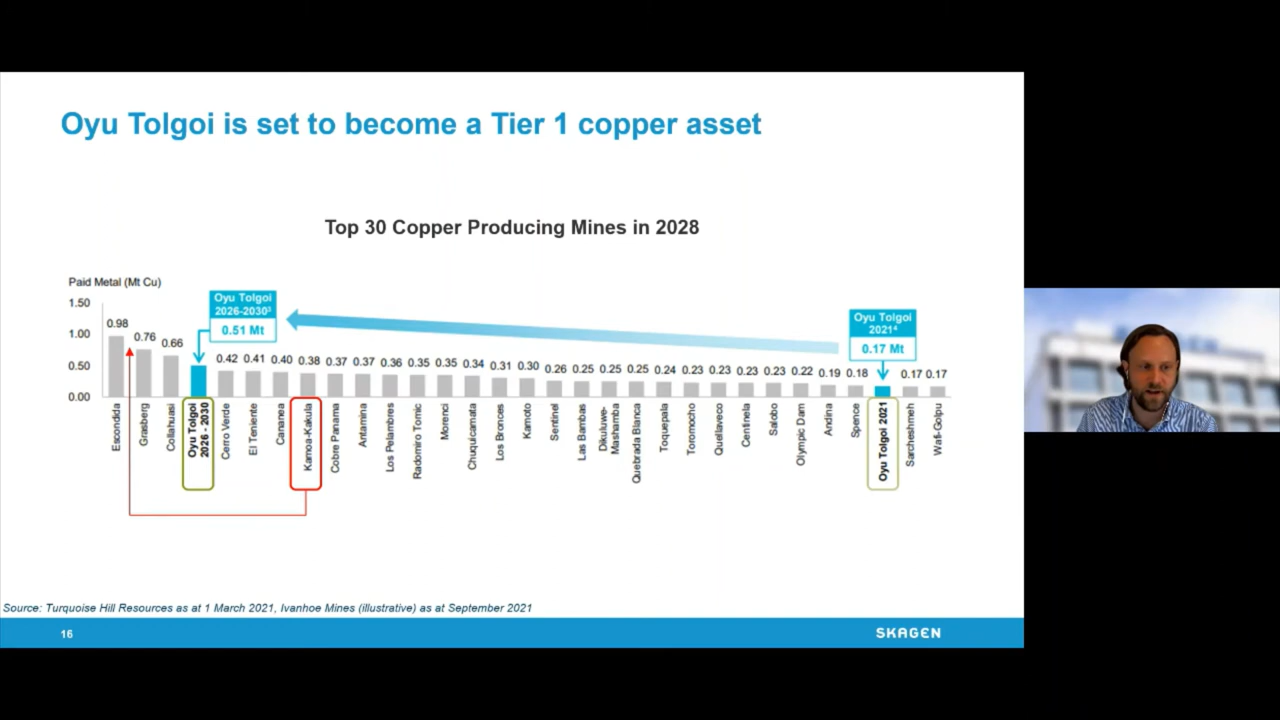 Oyu Tolgoi is set to become a Tier 1 copper asset
Top 30 Copper Producing Mines in 2028
Paid Metal (Mt Cu)
1.50
1.00
0.50
0.00
Oyu Tolgoi
2026-2030³
0.51 Mt
Oyu Tolgoi
2021⁴
0.17 Mt
0.98
0.76
0.66
0.42
0.41
0.40
0.38
0.37
0.37
0.36
0.35
0.35
0.34
0.31
0.30
0.26
0.25
0.25
0.25
0.24
0.23
0.23
0.23
0.23
0.22
0.19
0.18
0.17
0.17
Escondida
Grasberg
Collahuasi
Oyu Tolgoi
2026 - 2030
Cerro Verde
El Teniente
Cananea
Kamoa-Kakula
Cobre Panama
Antamina
Los Pelambres
Radomiro Tomic
Morenci
Chuquicamata
Los Bronces
Kamoto
Sentinel
Las Bambas
Dikuluwe-
Mashamba
Quebrada Blanca
Toquepala
Toromocho
Quellaveco
Centinela
Salobo
Olympic Dam
Andina
Spence
Oyu Tolgoi 2021
Sarcheshmeh
Wafi-Golpu
Source: Turquoise Hill Resources as at 1 March 2021, Ivanhoe Mines (illustrative) as at September 2021
16
SKAGEN